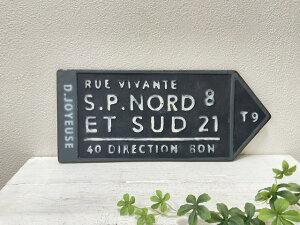 D.JOYEUSE
RUE VIVANTE
S.P.NORD 8
ET SUD 21
40 DIRECTION BON
T9